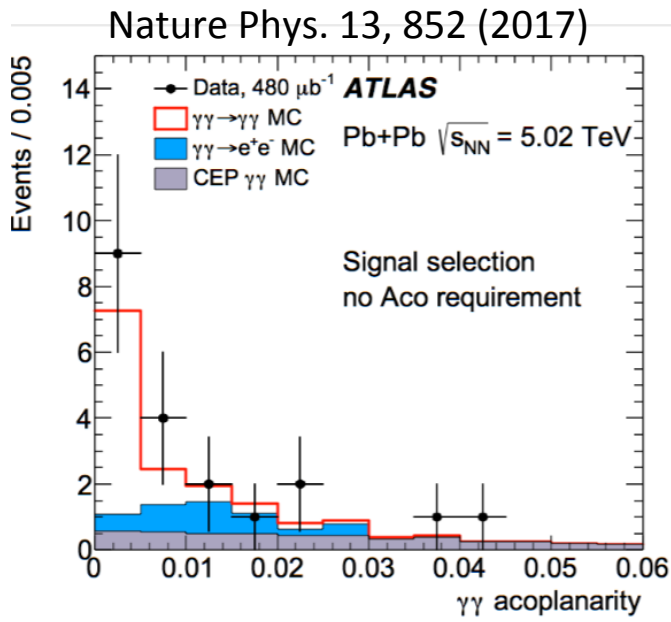 Nature Phys. 13, 852 (2017)
Events / 0.005
14
12
10
8
6
4
2
0
Data, 480 μb⁻¹
γγ→γγ MC
γγ→e⁺e⁻ MC
CEP γγ MC
ATLAS
Pb+Pb √s_NN = 5.02 TeV
Signal selection
no Aco requirement
0 0.01 0.02 0.03 0.04 0.05 0.06
γγ acoplanarity